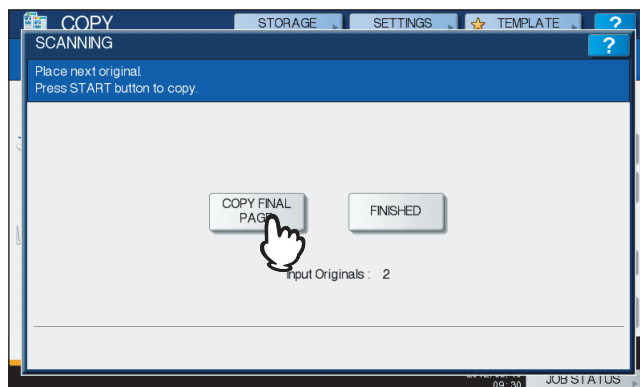 COPY
STORAGE
SETTINGS
TEMPLATE
?
SCANNING
?
Place next original.
Press START button to copy.
COPY FINAL
FINISHED
Input Originals : 2
09:30
JOB STATUS